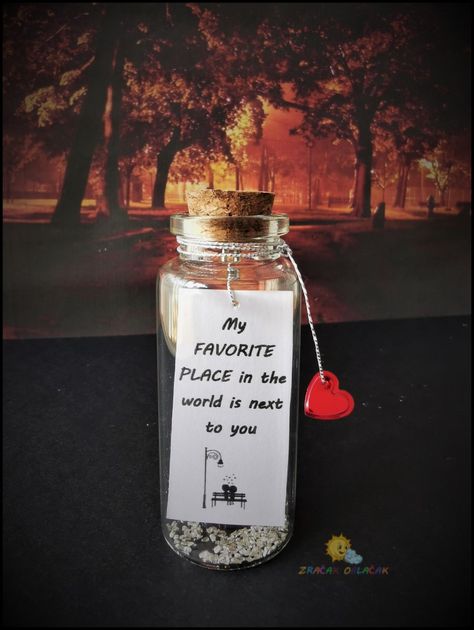 My
FAVORITE
PLACE in the
world is next
to you
ZRAČAK OBLAČAK